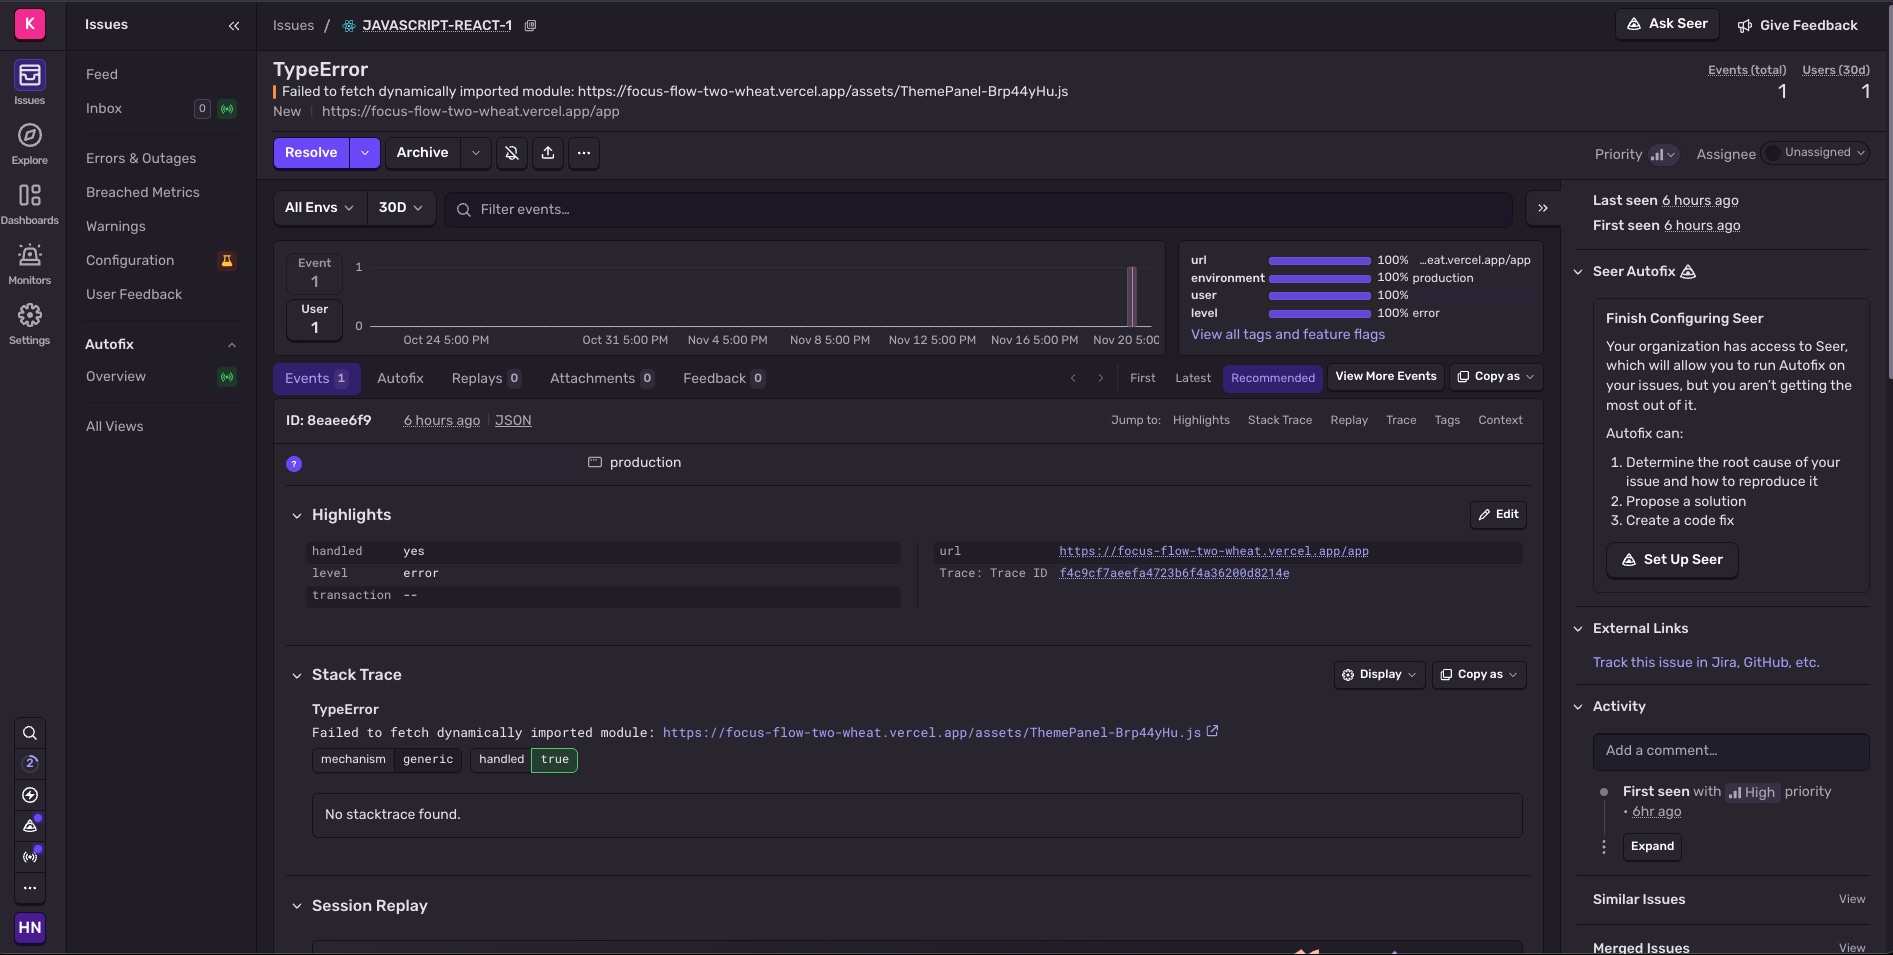 K
Issues
Explore
Dashboards
Monitors
Settings
2
HN
Issues
Feed
Inbox 0
Errors & Outages
Breached Metrics
Warnings
Configuration
User Feedback
Autofix
Overview
All Views
Issues / JAVASCRIPT-REACT-1
Ask Seer
Give Feedback
TypeError
Failed to fetch dynamically imported module: https://focus-flow-two-wheat.vercel.app/assets/ThemePanel-Brp44yHu.js
New https://focus-flow-two-wheat.vercel.app/app
Events (total) Users (30d)
1 1
Resolve
Archive
Priority
Assignee Unassigned
All Envs 30D
Filter events…
Event
1
User
1
1
0
Oct 24 5:00 PM Oct 31 5:00 PM Nov 4 5:00 PM Nov 8 5:00 PM Nov 12 5:00 PM Nov 16 5:00 PM Nov 20 5:00
url 100% …eat.vercel.app/app
environment 100% production
user 100%
level 100% error
View all tags and feature flags
Events 1 Autofix Replays 0 Attachments 0 Feedback 0
First Latest Recommended View More Events Copy as
ID: 8eaee6f9 6 hours ago JSON
Jump to: Highlights Stack Trace Replay Trace Tags Context
? production
Highlights
Edit
handled yes
level error
transaction --
url https://focus-flow-two-wheat.vercel.app/app
Trace: Trace ID f4c9cf7aeefa4723b6f4a36200d8214e
Stack Trace
Display Copy as
TypeError
Failed to fetch dynamically imported module: https://focus-flow-two-wheat.vercel.app/assets/ThemePanel-Brp44yHu.js
mechanism generic handled true
No stacktrace found.
Session Replay
Last seen 6 hours ago
First seen 6 hours ago
Seer Autofix
Finish Configuring Seer
Your organization has access to Seer,
which will allow you to run Autofix on
your issues, but you aren't getting the
most out of it.
Autofix can:
1. Determine the root cause of your
issue and how to reproduce it
2. Propose a solution
3. Create a code fix
Set Up Seer
External Links
Track this issue in Jira, GitHub, etc.
Activity
Add a comment…
First seen with High priority
• 6hr ago
Expand
Similar Issues View
Merged Issues View